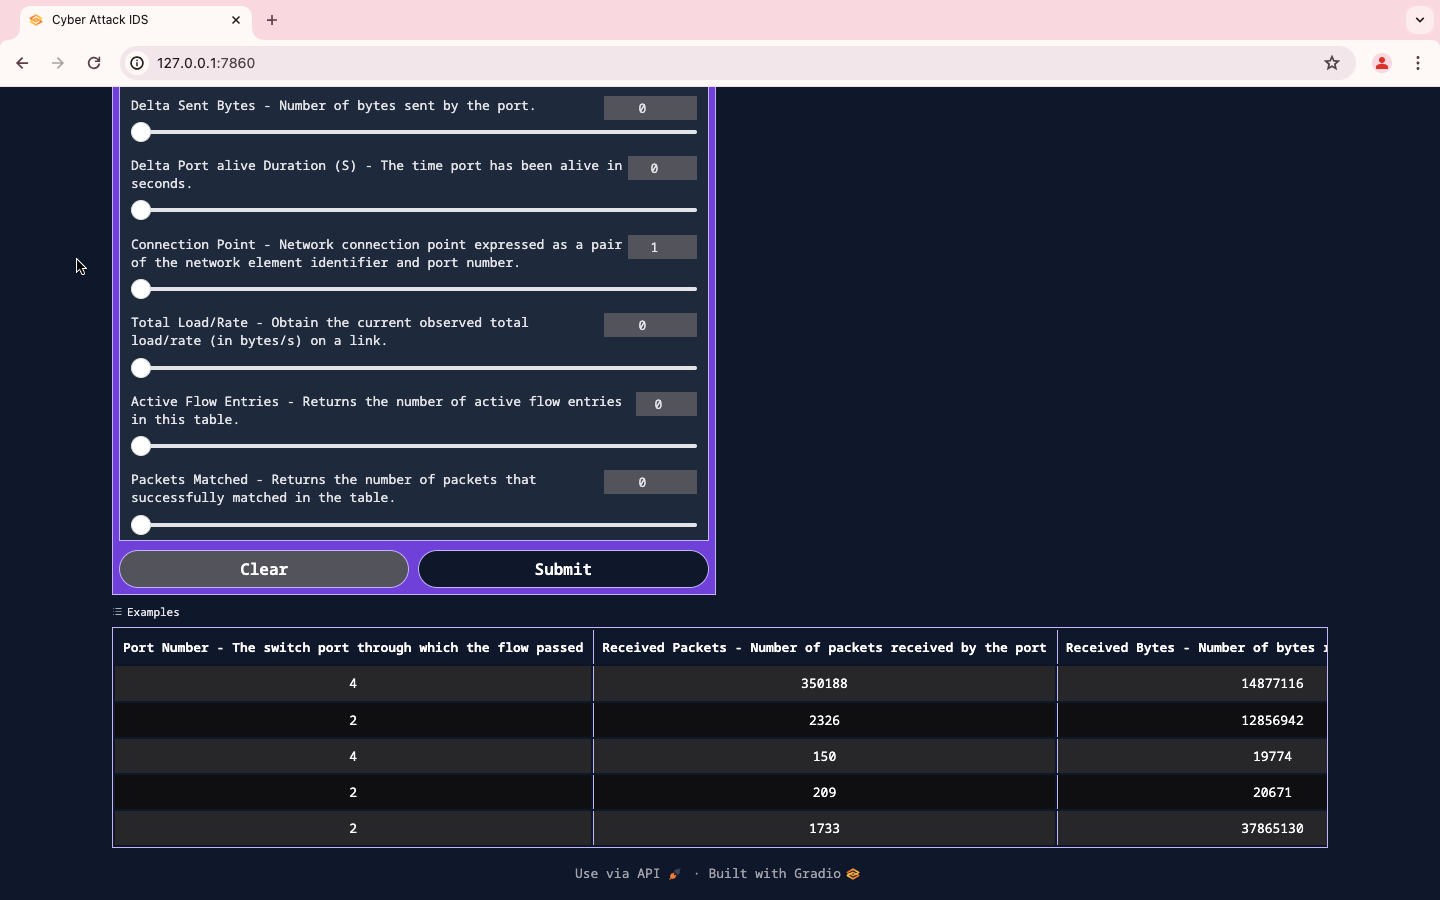 Cyber Attack IDS
127.0.0.1:7860
Delta Sent Bytes - Number of bytes sent by the port. 0
Delta Port alive Duration (S) - The time port has been alive in 0
seconds.
Connection Point - Network connection point expressed as a pair 1
of the network element identifier and port number.
Total Load/Rate - Obtain the current observed total 0
load/rate (in bytes/s) on a link.
Active Flow Entries - Returns the number of active flow entries 0
in this table.
Packets Matched - Returns the number of packets that 0
successfully matched in the table.
Clear Submit
Examples
Port Number - The switch port through which the flow passed Received Packets - Number of packets received by the port Received Bytes - Number of bytes
4 350188 14877116
2 2326 12856942
4 150 19774
2 209 20671
2 1733 37865130
Use via API · Built with Gradio